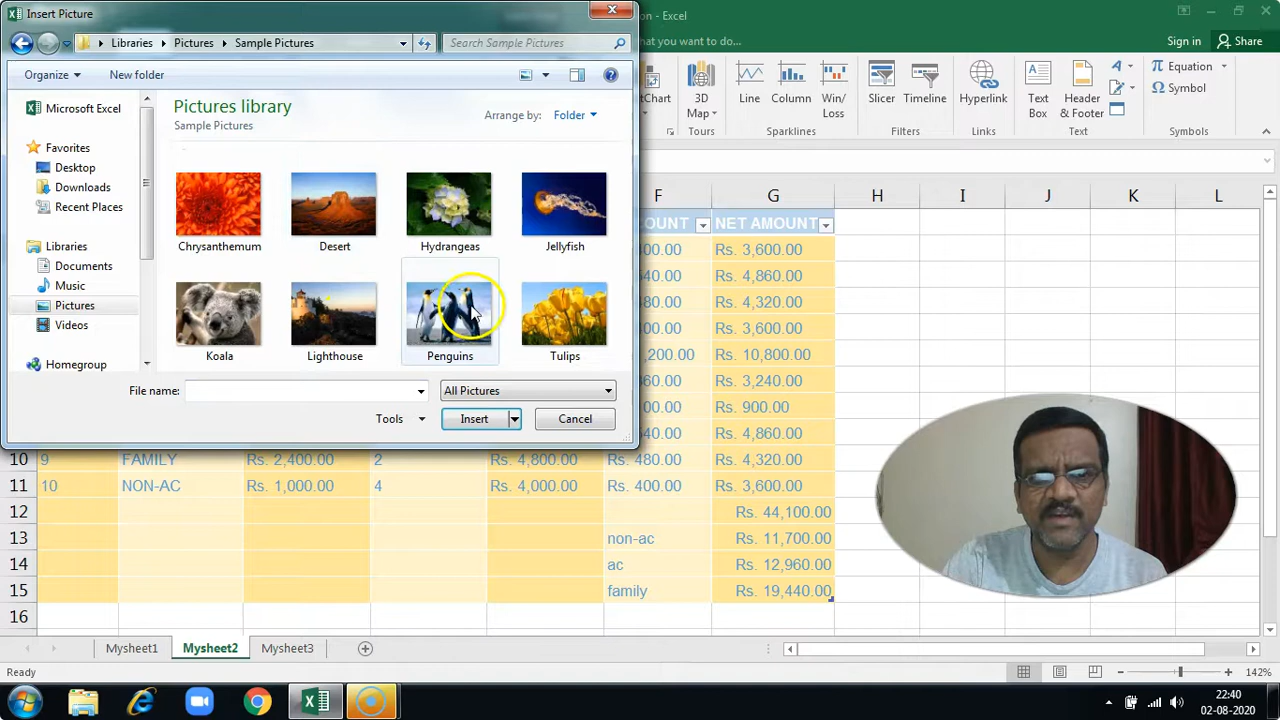 Insert Picture
on - Excel
Libraries Pictures Sample Pictures
Search Sample Pictures
what you want to do...
Sign in
Share
Organize
New folder
Microsoft Excel
Favorites
Desktop
Downloads
Recent Places
Libraries
Documents
Music
Pictures
Videos
Homegroup
Pictures library
Sample Pictures
Arrange by: Folder
Chrysanthemum
Desert
Hydrangeas
Jellyfish
Koala
Lighthouse
Penguins
Tulips
File name:
All Pictures
Tools
Insert
Cancel
3D Map
Tours
Line
Column
Win/ Loss
Sparklines
Slicer
Timeline
Filters
Hyperlink
Links
Text Box
Header & Footer
Text
Equation
Symbol
Symbols
F G H I J K L
NET AMOUNT
Rs. 3,600.00
Rs. 4,860.00
Rs. 4,320.00
Rs. 3,600.00
,200.00 Rs. 10,800.00
Rs. 3,240.00
Rs. 900.00
Rs. 4,860.00
10 9 FAMILY Rs. 2,400.00 2 Rs. 4,800.00 Rs. 480.00 Rs. 4,320.00
11 10 NON-AC Rs. 1,000.00 4 Rs. 4,000.00 Rs. 400.00 Rs. 3,600.00
12 Rs. 44,100.00
13 non-ac Rs. 11,700.00
14 ac Rs. 12,960.00
15 family Rs. 19,440.00
16
Mysheet1 Mysheet2 Mysheet3
Ready
142%
22:40
02-08-2020